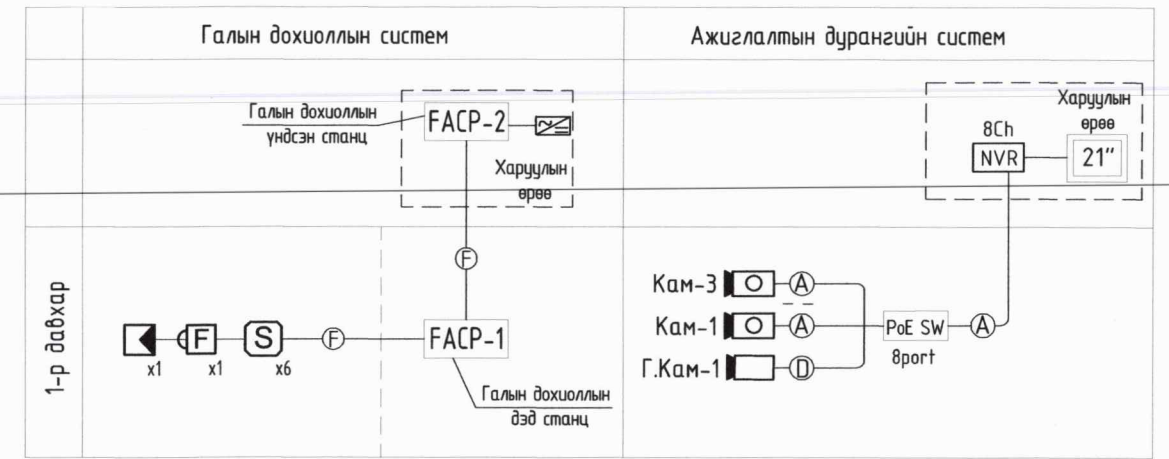 Галын дохиоллын систем
Ажиглалтын дурангийн систем
Галын дохиоллын
үндсэн станц
FACP-2
Харуулын
өрөө
Харуулын
өрөө
8Ch
NVR
21"
1-р давхар
F
F
S
F
x1
x1
x6
FACP-1
Галын дохиоллын
дэд станц
Кам-3
A
Кам-1
A
Г.Кам-1
D
PoE SW
8port
A